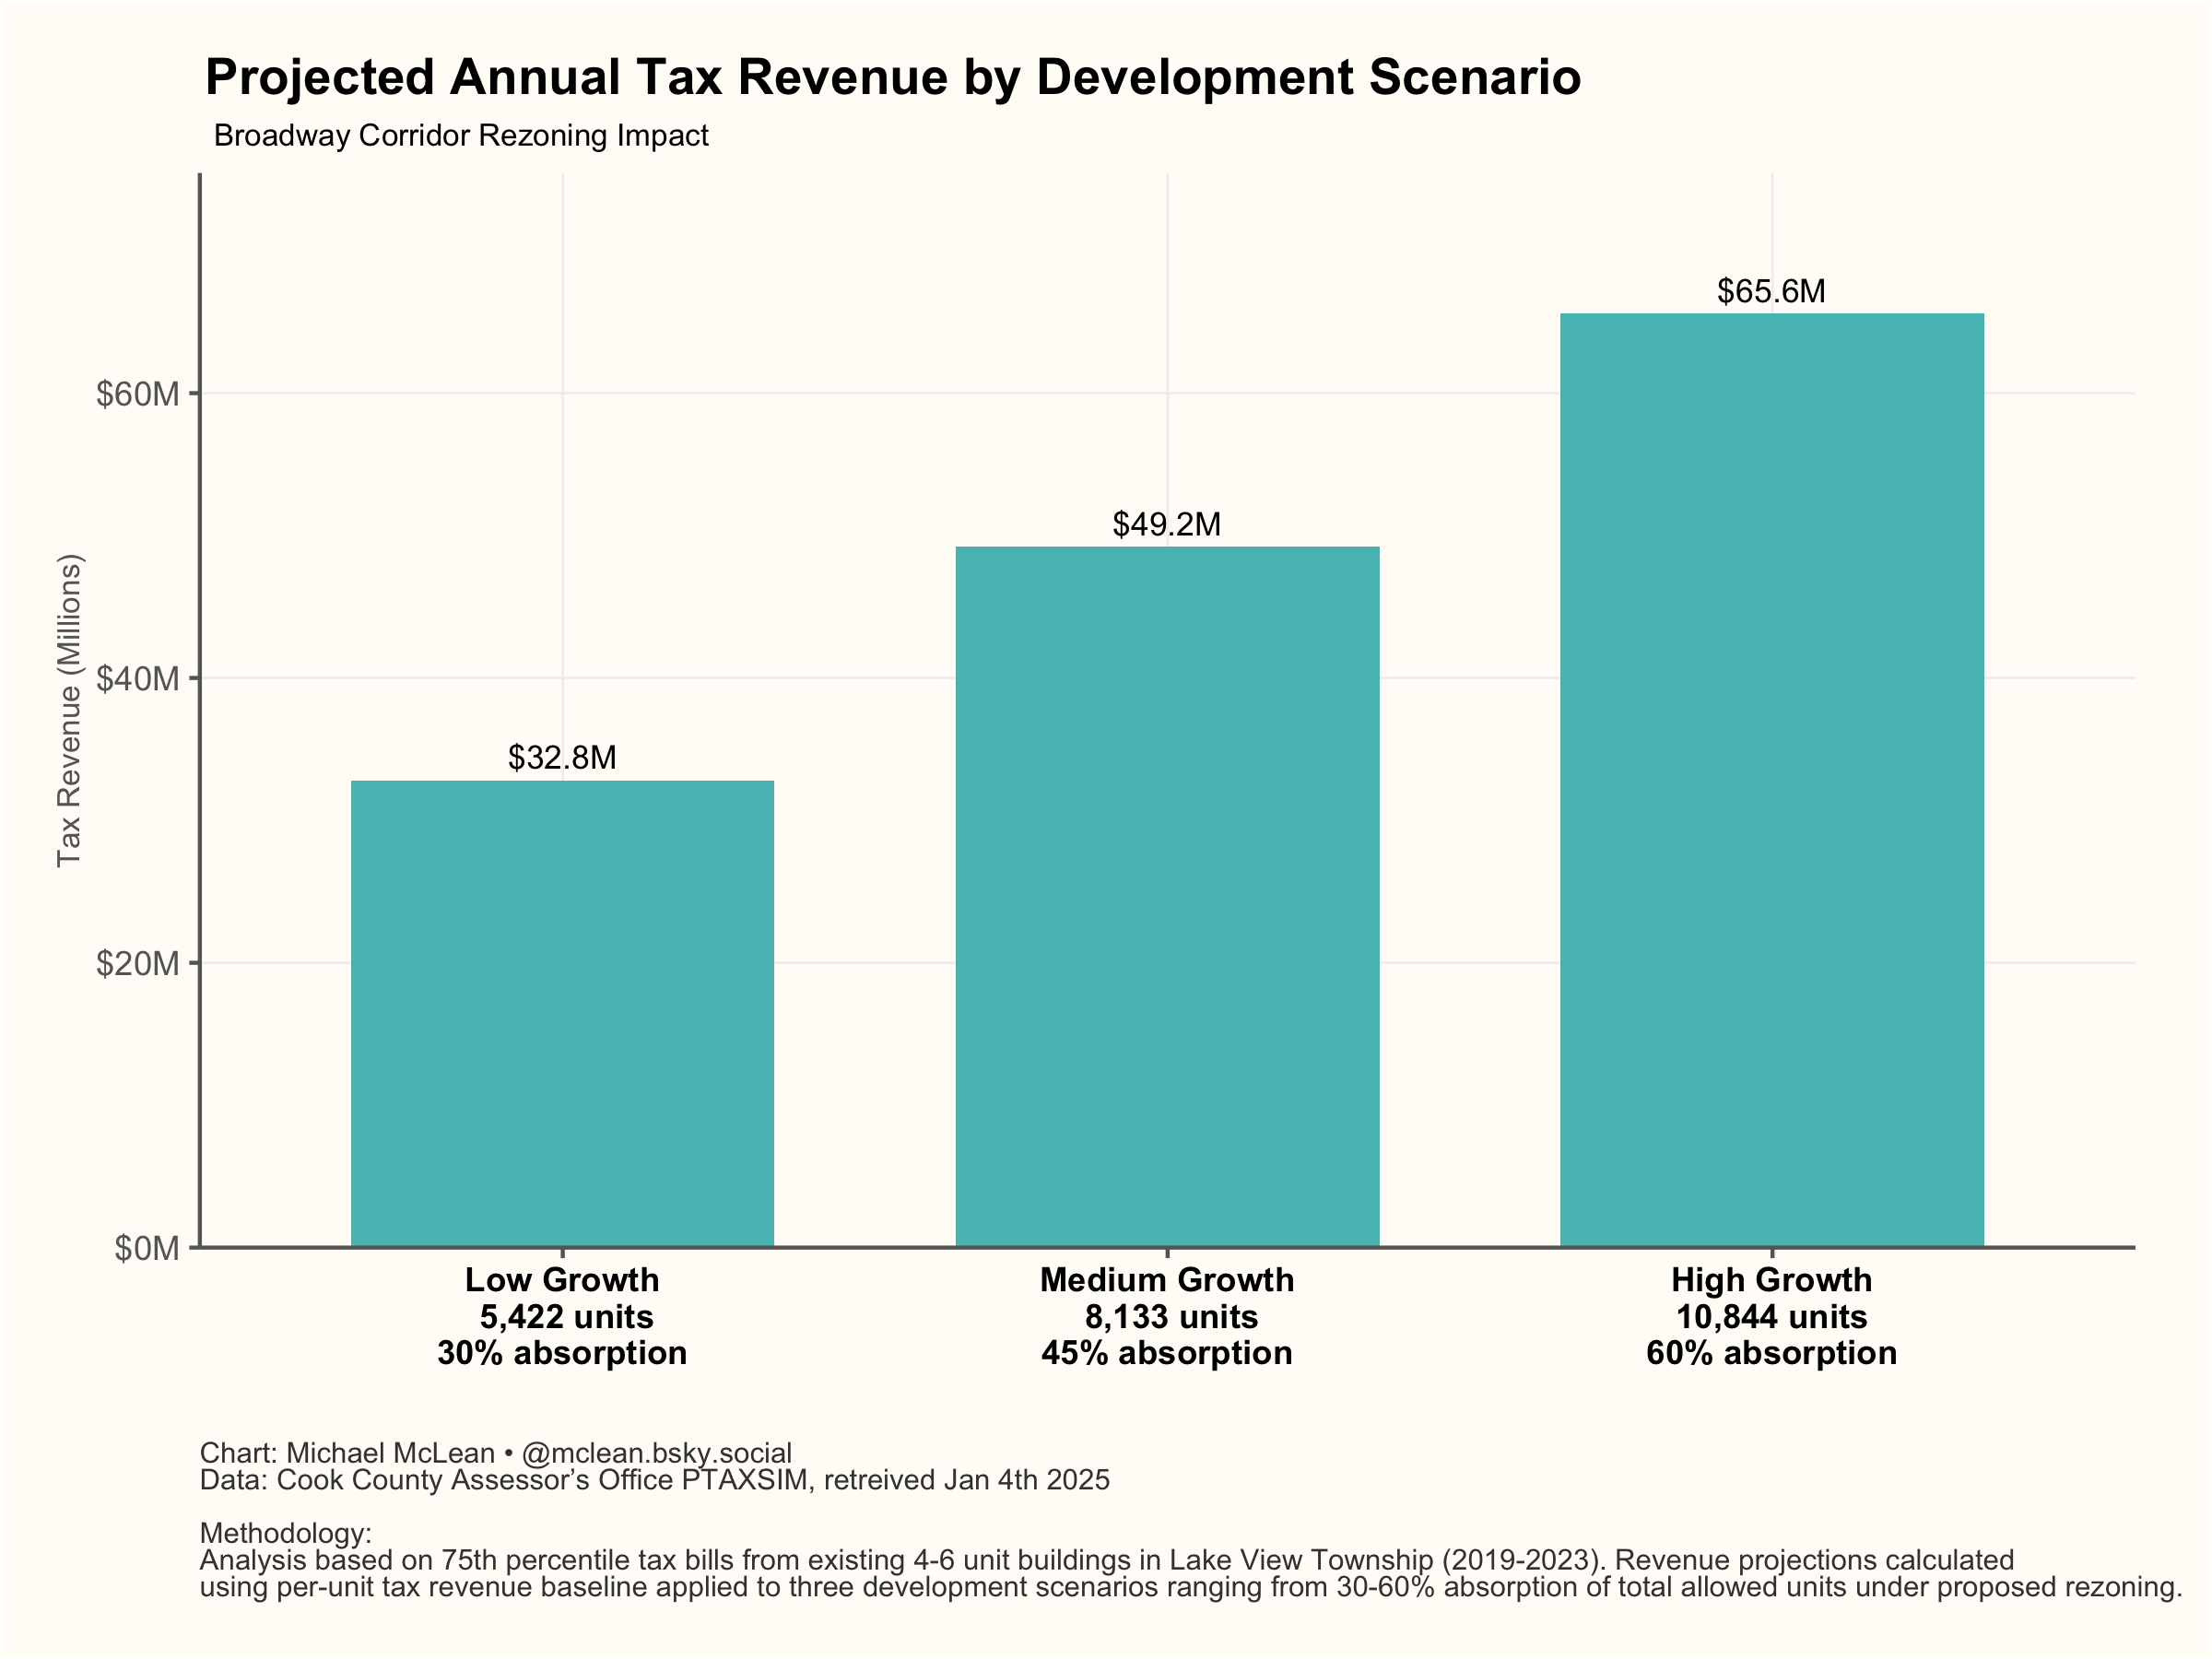 Projected Annual Tax Revenue by Development Scenario
Broadway Corridor Rezoning Impact
Tax Revenue (Millions)
$60M
$40M
$20M
$0M
$32.8M
$49.2M
$65.6M
Low Growth
5,422 units
30% absorption
Medium Growth
8,133 units
45% absorption
High Growth
10,844 units
60% absorption
Chart: Michael McLean • @mclean.bsky.social
Data: Cook County Assessor’s Office PTAXSIM, retreived Jan 4th 2025
Methodology:
Analysis based on 75th percentile tax bills from existing 4-6 unit buildings in Lake View Township (2019-2023). Revenue projections calculated
using per-unit tax revenue baseline applied to three development scenarios ranging from 30-60% absorption of total allowed units under proposed rezoning.